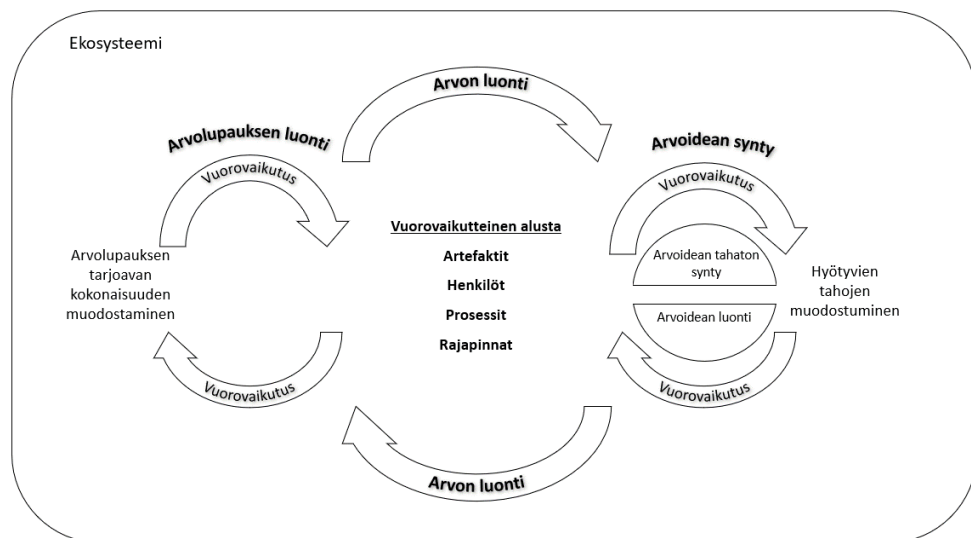 Ekosysteemi
Arvon luonti
Arvolupauksen luonti
Vuorovaikutus
Arvoidean synty
Vuorovaikutus
Arvolupauksen
tarjoavan
kokonaisuuden
muodostaminen
Vuorovaikutteinen alusta
Artefaktit
Henkilöt
Prosessit
Rajapinnat
Arvoidean tahaton
synty
Arvoidean luonti
Hyötyvien
tahojen
muodostuminen
Vuorovaikutus
Vuorovaikutus
Arvon luonti